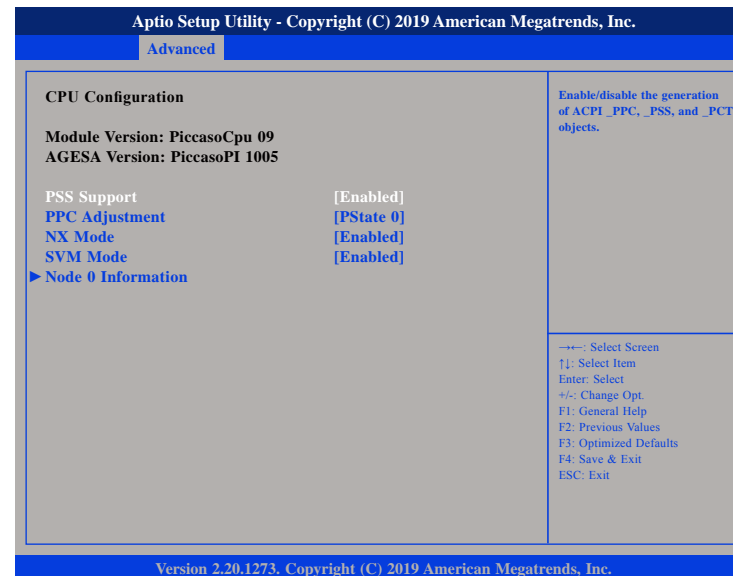 Aptio Setup Utility - Copyright (C) 2019 American Megatrends, Inc.
Advanced
CPU Configuration
Module Version: PiccasoCpu 09
AGESA Version: PiccasoPI 1005
PSS Support [Enabled]
PPC Adjustment [PState 0]
NX Mode [Enabled]
SVM Mode [Enabled]
▶ Node 0 Information
Enable/disable the generation
of ACPI _PPC, _PSS, and _PCT
objects.
→←: Select Screen
↑↓: Select Item
Enter: Select
+/-: Change Opt.
F1: General Help
F2: Previous Values
F3: Optimized Defaults
F4: Save & Exit
ESC: Exit
Version 2.20.1273. Copyright (C) 2019 American Megatrends, Inc.